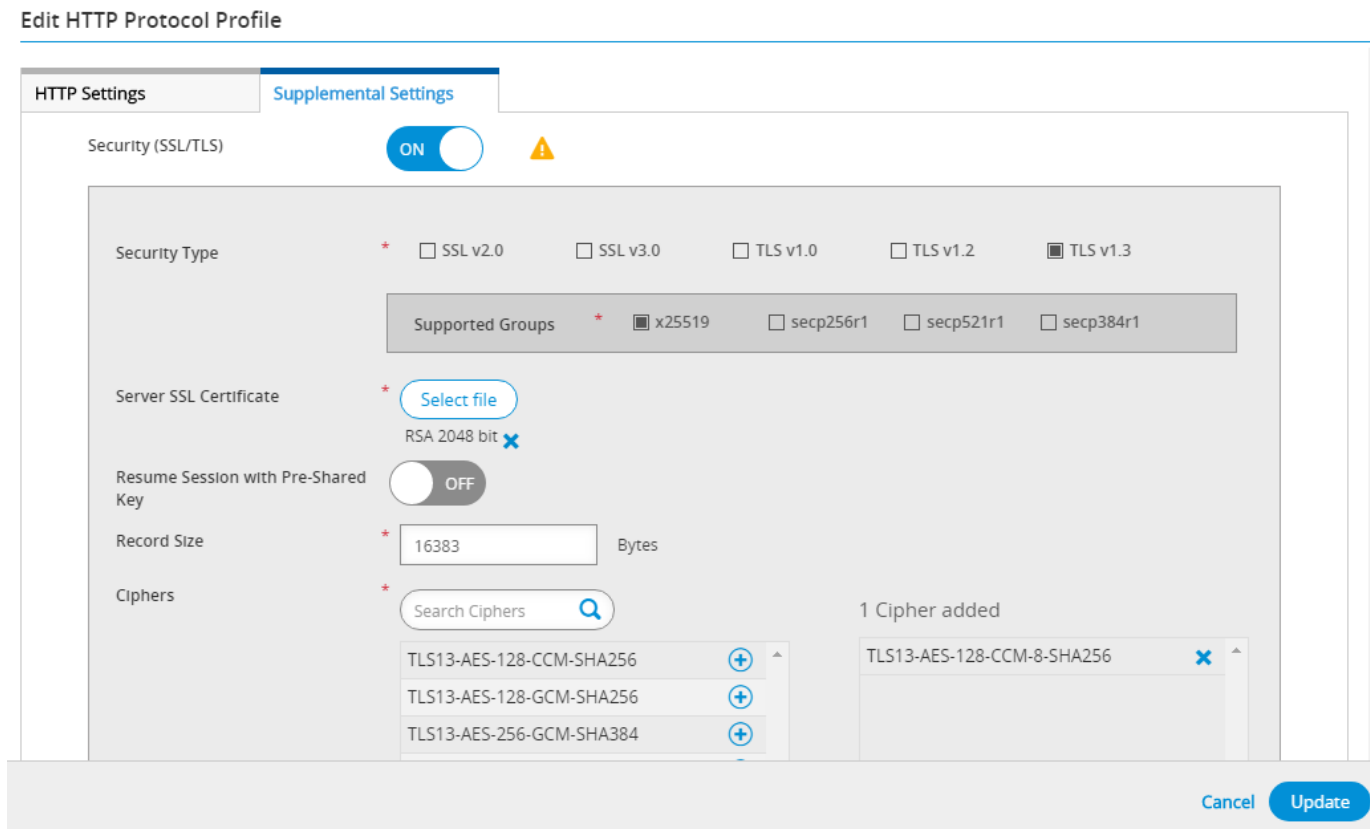 Edit HTTP Protocol Profile
HTTP Settings
Supplemental Settings
Security (SSL/TLS)
ON
Security Type * SSL v2.0 SSL v3.0 TLS v1.0 TLS v1.2 TLS v1.3
Supported Groups * x25519 secp256r1 secp521r1 secp384r1
Server SSL Certificate * Select file
RSA 2048 bit
Resume Session with Pre-Shared
Key
OFF
Record Size * 16383 Bytes
Ciphers * Search Ciphers
1 Cipher added
TLS13-AES-128-CCM-SHA256
TLS13-AES-128-GCM-SHA256
TLS13-AES-256-GCM-SHA384
TLS13-AES-128-CCM-8-SHA256
Cancel
Update